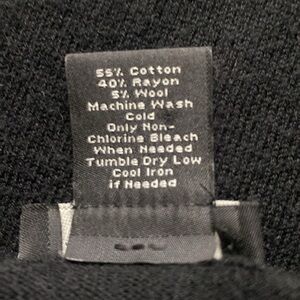 55% Cotton
40% Rayon
5% Wool
Machine Wash
Cold
Only Non-
Chlorine Bleach
When Needed
Tumble Dry Low
Cool Iron
if Needed